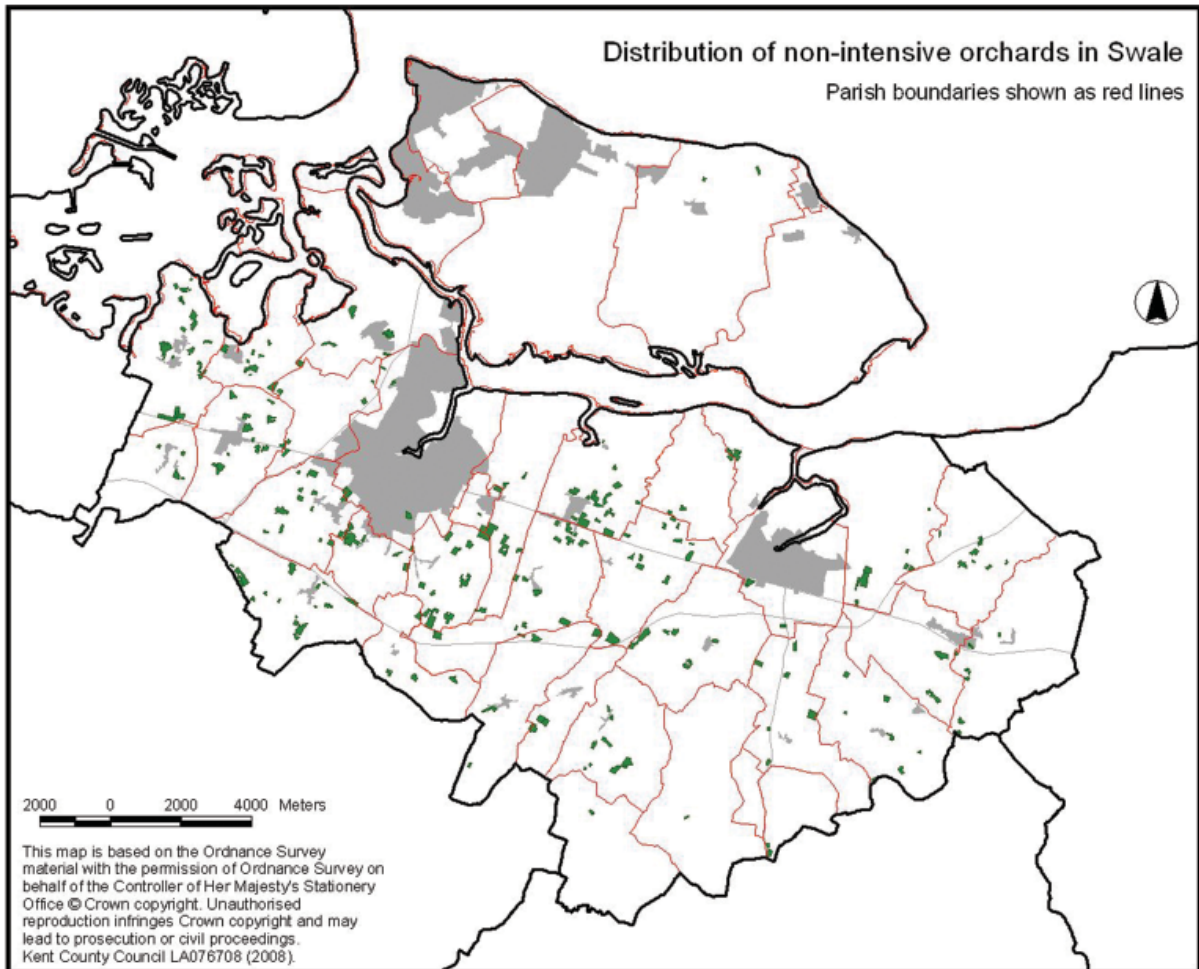 Distribution of non-intensive orchards in Swale
Parish boundaries shown as red lines
2000 0 2000 4000 Meters
This map is based on the Ordnance Survey
material with the permission of Ordnance Survey on
behalf of the Controller of Her Majesty's Stationery
Office © Crown copyright. Unauthorised
reproduction infringes Crown copyright and may
lead to prosecution or civil proceedings.
Kent County Council LA076708 (2008).